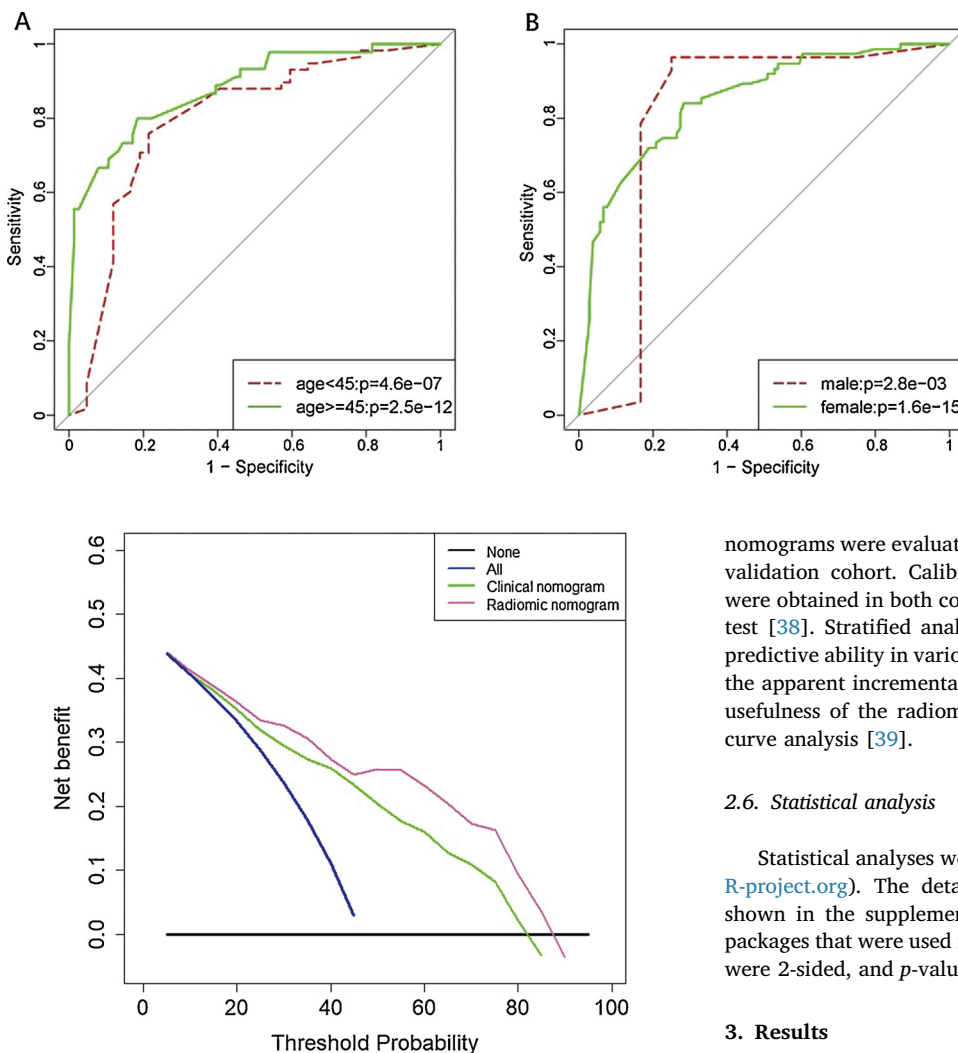 A
Sensitivity
1
0.8
0.6
0.4
0.2
0
0 0.2 0.4 0.6 0.8 1
1 − Specificity
age<45:p=4.6e−07
age>=45:p=2.5e−12
B
Sensitivity
1
0.8
0.6
0.4
0.2
0
0 0.2 0.4 0.6 0.8 1
1 − Specificity
male:p=2.8e−03
female:p=1.6e−15
Net benefit
0.6
0.5
0.4
0.3
0.2
0.1
0.0
0 20 40 60 80 100
Threshold Probability
None
All
Clinical nomogram
Radiomic nomogram
nomograms were evaluat
validation cohort. Calib
were obtained in both co
test [38]. Stratified anal
predictive ability in vario
the apparent incrementa
usefulness of the radiom
curve analysis [39].
2.6. Statistical analysis
Statistical analyses we
R-project.org). The deta
shown in the supplemen
packages that were used
were 2-sided, and p-valu
3. Results